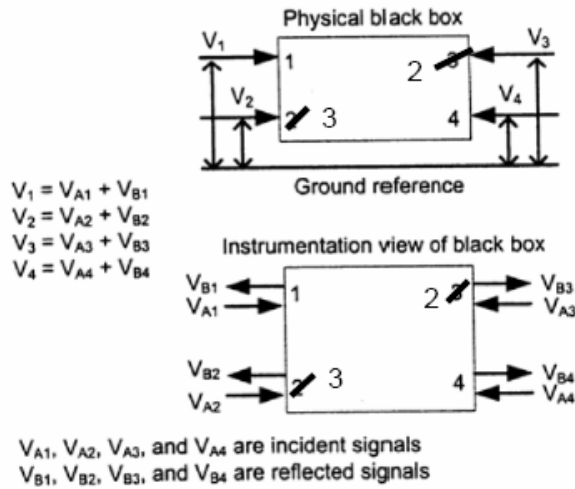 Physical black box
V1
V3
1
2
3
V2
2
3
V4
4
Ground reference
V1 = VA1 + VB1
V2 = VA2 + VB2
V3 = VA3 + VB3
V4 = VA4 + VB4
Instrumentation view of black box
VB1
1
2
3
VB3
VA1
VA3
VB2
2
3
4
VB4
VA2
VA4
VA1, VA2, VA3, and VA4 are incident signals
VB1, VB2, VB3, and VB4 are reflected signals